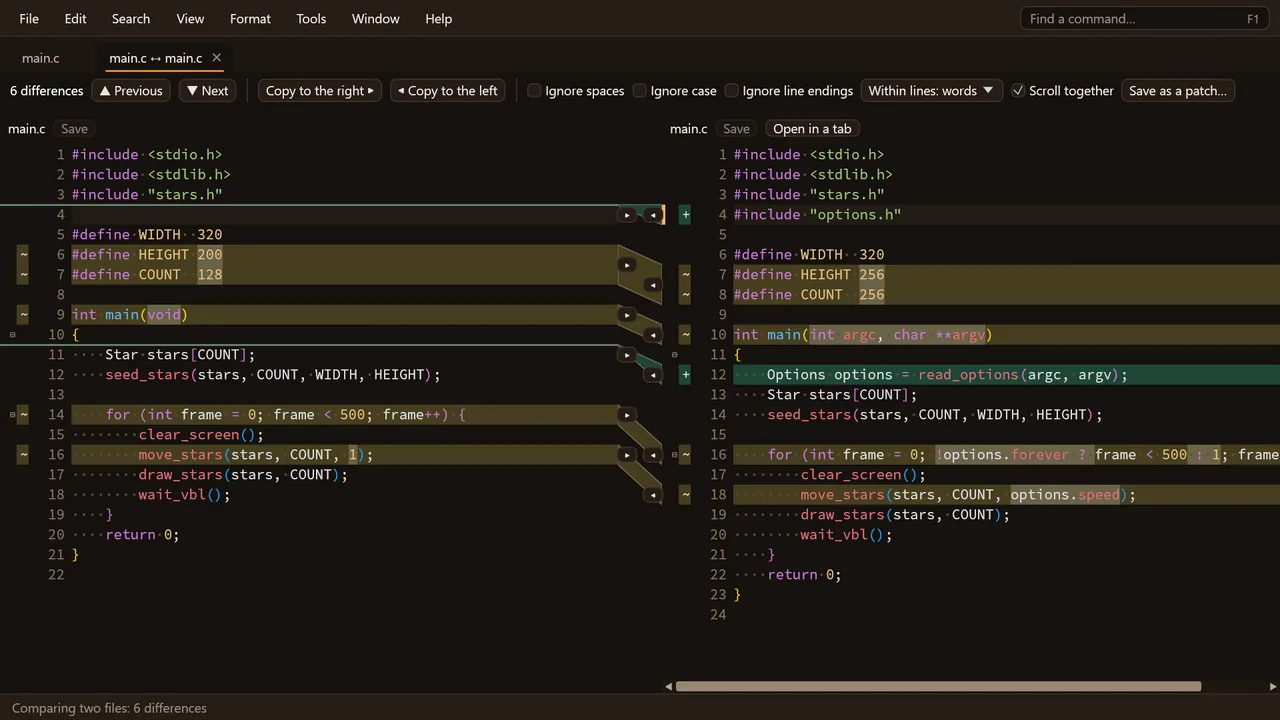 File Edit Search View Format Tools Window Help Find a command... F1
main.c main.c ↔ main.c ×
6 differences ▲ Previous ▼ Next Copy to the right ▸ ◂ Copy to the left Ignore spaces Ignore case Ignore line endings Within lines: words ▼ ✓ Scroll together Save as a patch...
main.c Save
1 #include <stdio.h>
2 #include <stdlib.h>
3 #include "stars.h"
4
5 #define WIDTH 320
~ 6 #define HEIGHT 200
~ 7 #define COUNT 128
8
~ 9 int main(void)
10 {
11 Star stars[COUNT];
12 seed_stars(stars, COUNT, WIDTH, HEIGHT);
13
~ 14 for (int frame = 0; frame < 500; frame++) {
15 clear_screen();
~ 16 move_stars(stars, COUNT, 1);
17 draw_stars(stars, COUNT);
18 wait_vbl();
19 }
20 return 0;
21 }
22
main.c Save Open in a tab
1 #include <stdio.h>
2 #include <stdlib.h>
3 #include "stars.h"
+ 4 #include "options.h"
5
6 #define WIDTH 320
~ 7 #define HEIGHT 256
~ 8 #define COUNT 256
9
~ 10 int main(int argc, char **argv)
11 {
+ 12 Options options = read_options(argc, argv);
13 Star stars[COUNT];
14 seed_stars(stars, COUNT, WIDTH, HEIGHT);
15
~ 16 for (int frame = 0; !options.forever ? frame < 500 : 1; frame
17 clear_screen();
~ 18 move_stars(stars, COUNT, options.speed);
19 draw_stars(stars, COUNT);
20 wait_vbl();
21 }
22 return 0;
23 }
24
Comparing two files: 6 differences